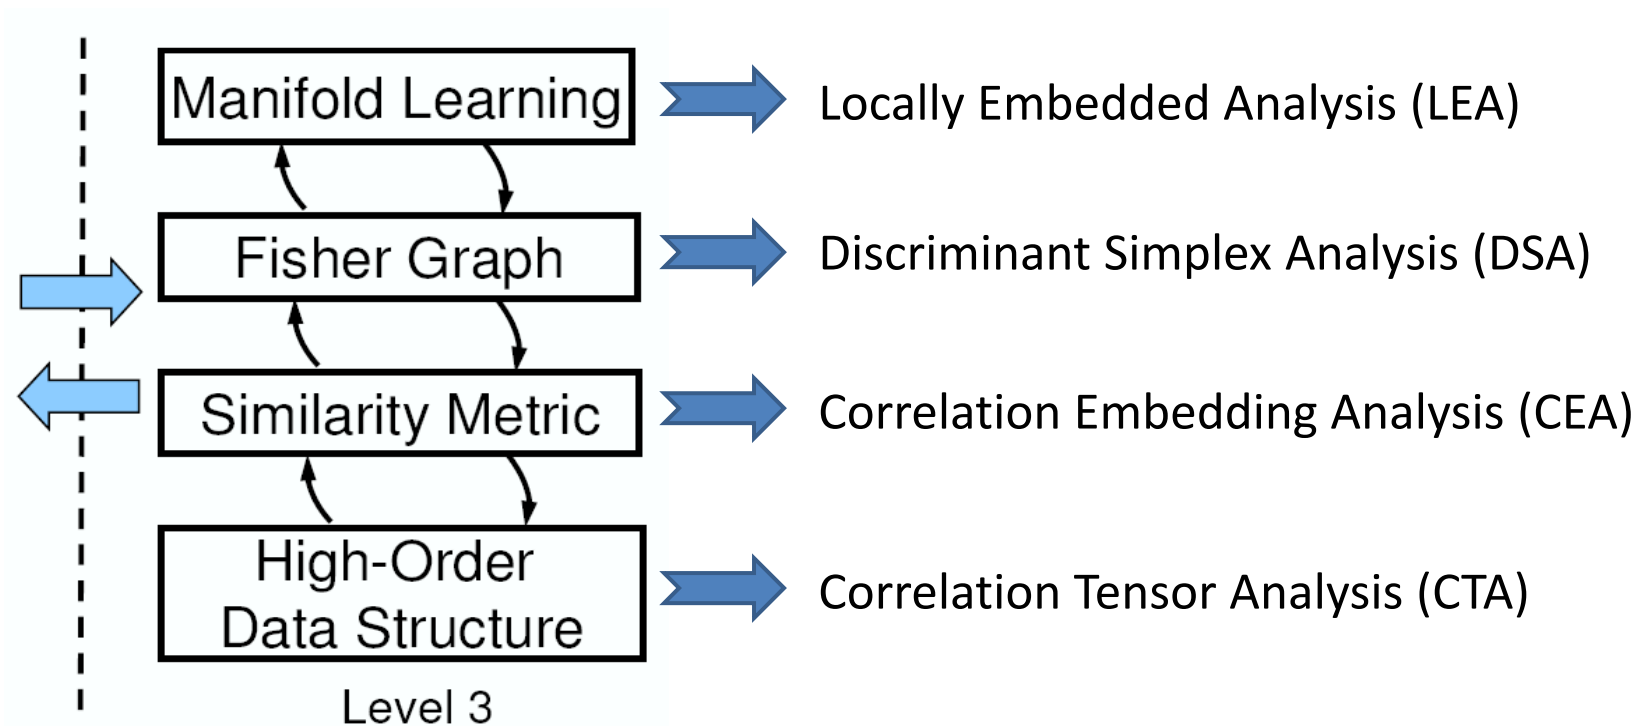 Manifold Learning
Locally Embedded Analysis (LEA)
Fisher Graph
Discriminant Simplex Analysis (DSA)
Similarity Metric
Correlation Embedding Analysis (CEA)
High-Order
Data Structure
Correlation Tensor Analysis (CTA)
Level 3